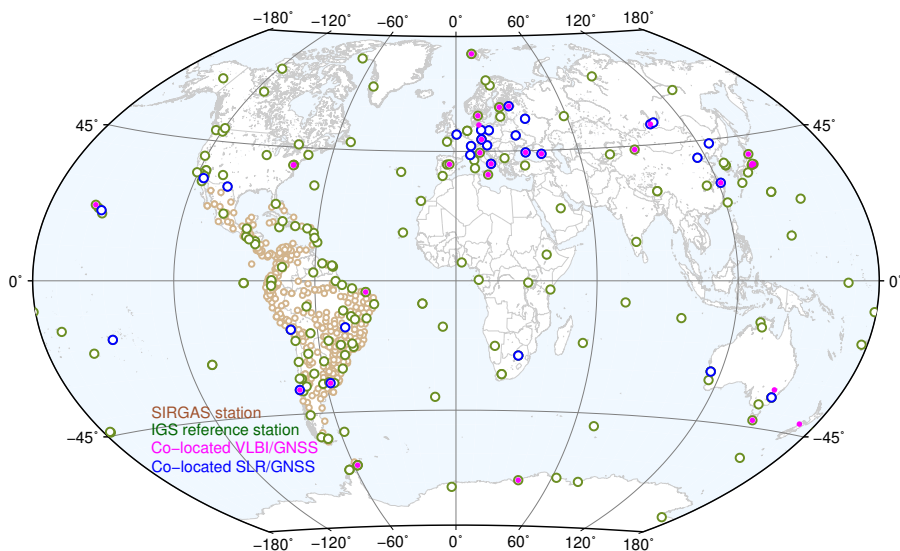 −180˚ −120˚ −60˚ 0˚ 60˚ 120˚ 180˚
45˚ 45˚
0˚ 0˚
SIRGAS station
IGS reference station
−45˚ Co−located VLBI/GNSS −45˚
Co−located SLR/GNSS
−180˚ −120˚ −60˚ 0˚ 60˚ 120˚ 180˚